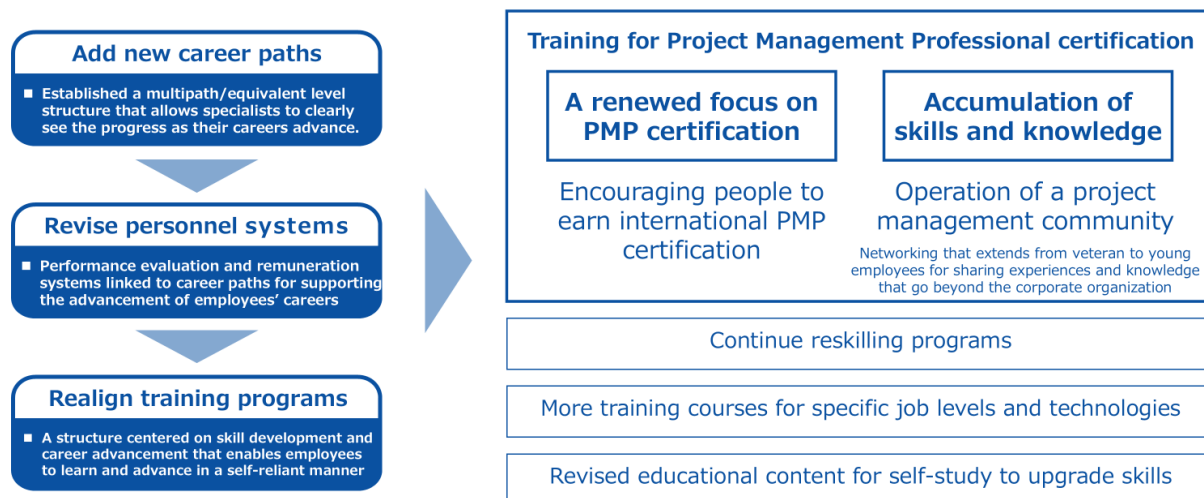 Add new career paths
■ Established a multipath/equivalent level
structure that allows specialists to clearly
see the progress as their careers advance.
Revise personnel systems
■ Performance evaluation and remuneration
systems linked to career paths for supporting
the advancement of employees’ careers
Realign training programs
■ A structure centered on skill development and
career advancement that enables employees
to learn and advance in a self-reliant manner
Training for Project Management Professional certification
A renewed focus on
PMP certification
Encouraging people to
earn international PMP
certification
Accumulation of
skills and knowledge
Operation of a project
management community
Networking that extends from veteran to young
employees for sharing experiences and knowledge
that go beyond the corporate organization
Continue reskilling programs
More training courses for specific job levels and technologies
Revised educational content for self-study to upgrade skills